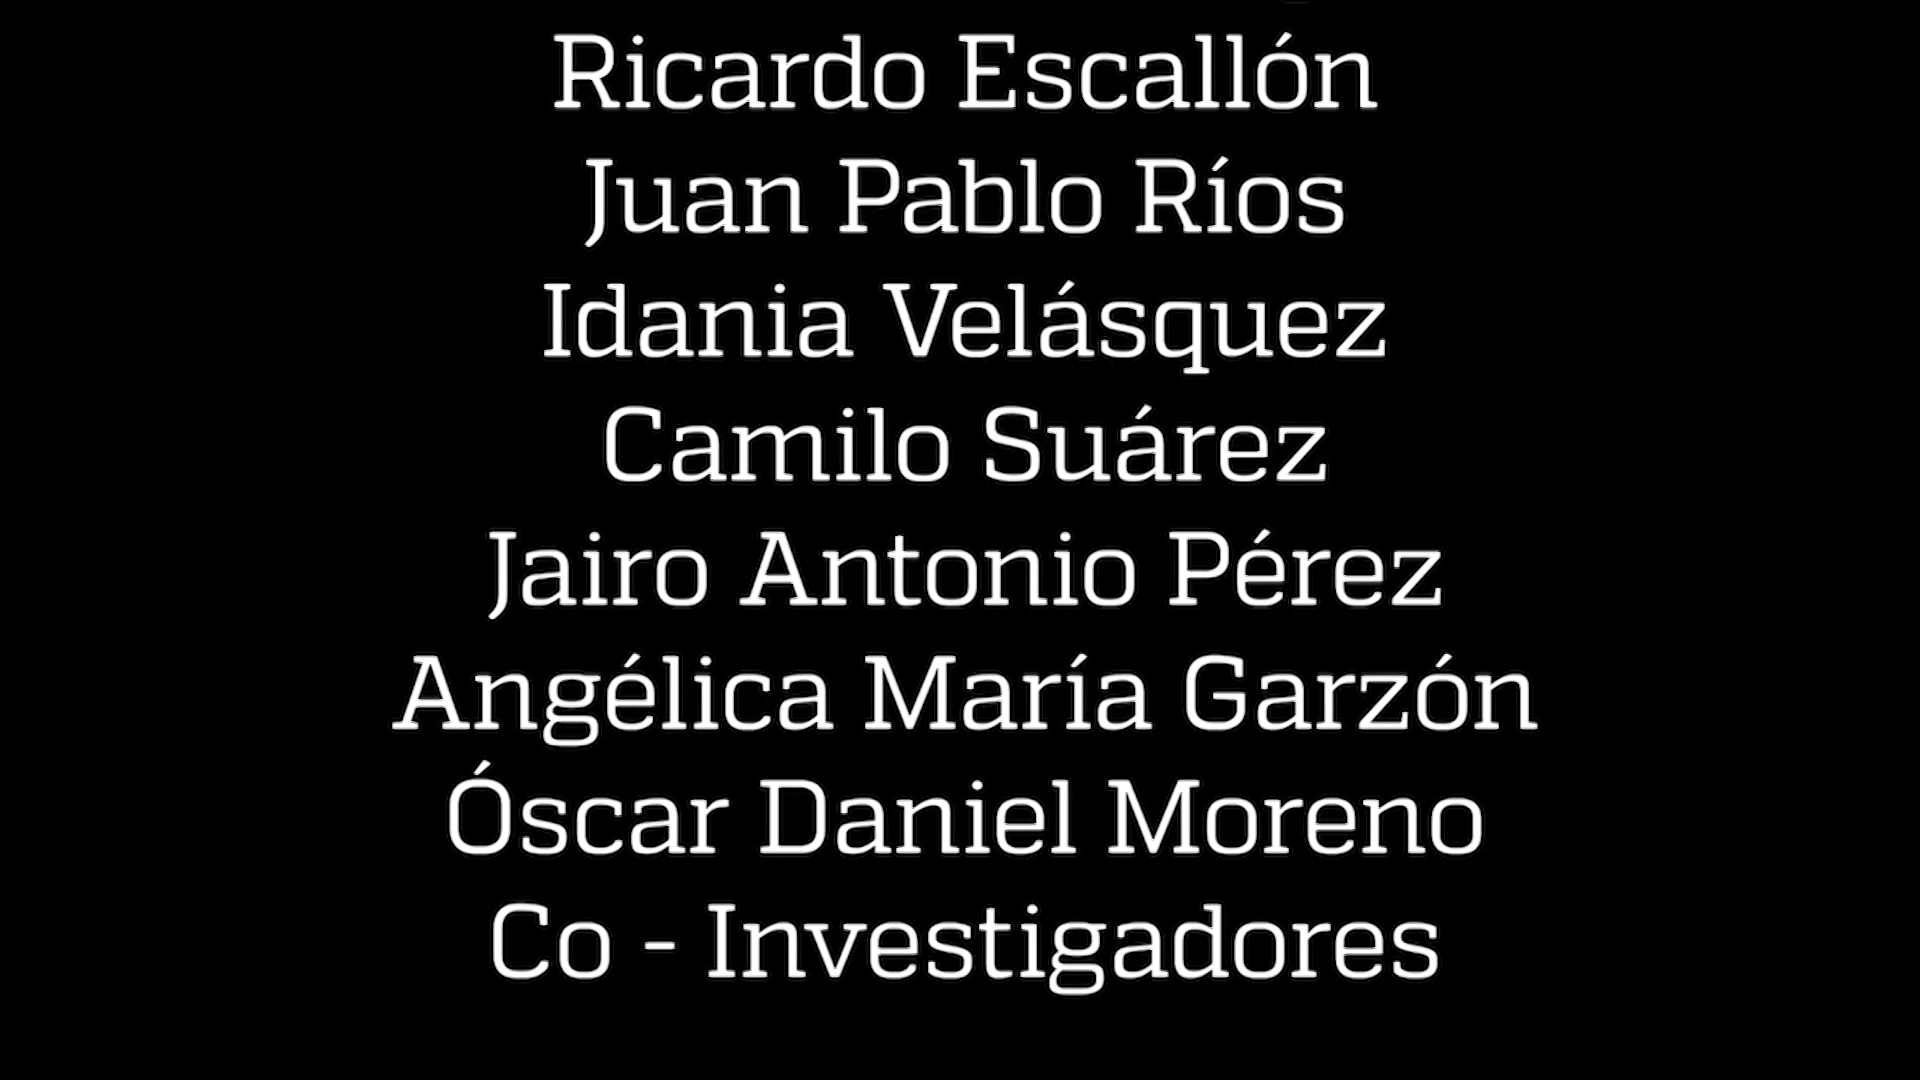 Ricardo Escallón
Juan Pablo Ríos
Idania Velásquez
Camilo Suárez
Jairo Antonio Pérez
Angélica María Garzón
Óscar Daniel Moreno
Co - Investigadores